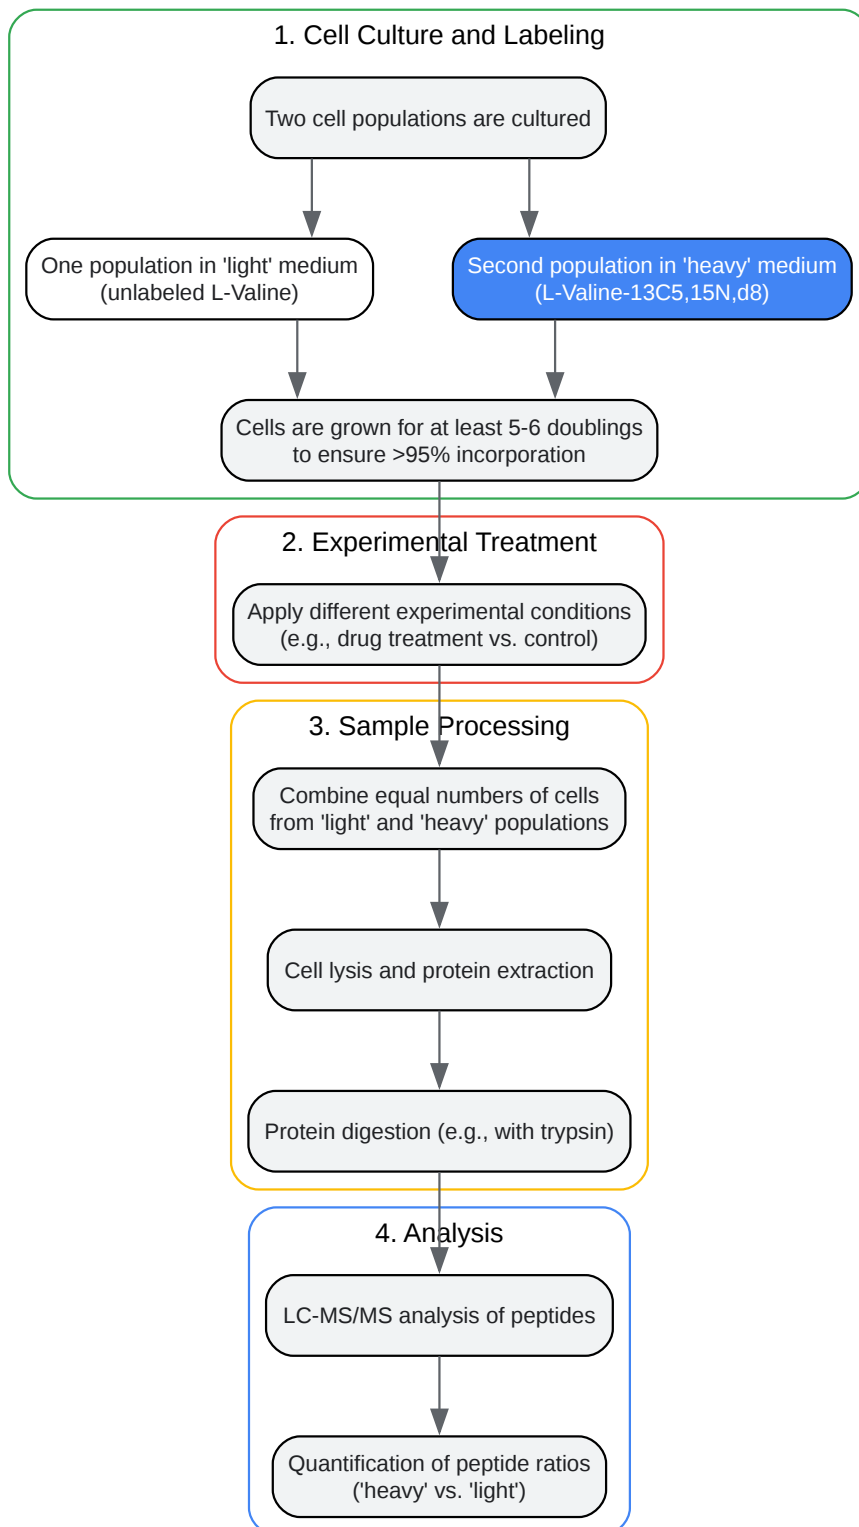 1. Cell Culture and Labeling
Two cell populations are cultured
One population in 'light' medium
(unlabeled L-Valine)
Second population in 'heavy' medium
(L-Valine-13C5,15N,d8)
Cells are grown for at least 5-6 doublings
to ensure >95% incorporation
2. Experimental Treatment
Apply different experimental conditions
(e.g., drug treatment vs. control)
3. Sample Processing
Combine equal numbers of cells
from 'light' and 'heavy' populations
Cell lysis and protein extraction
Protein digestion (e.g., with trypsin)
4. Analysis
LC-MS/MS analysis of peptides
Quantification of peptide ratios
('heavy' vs. 'light')